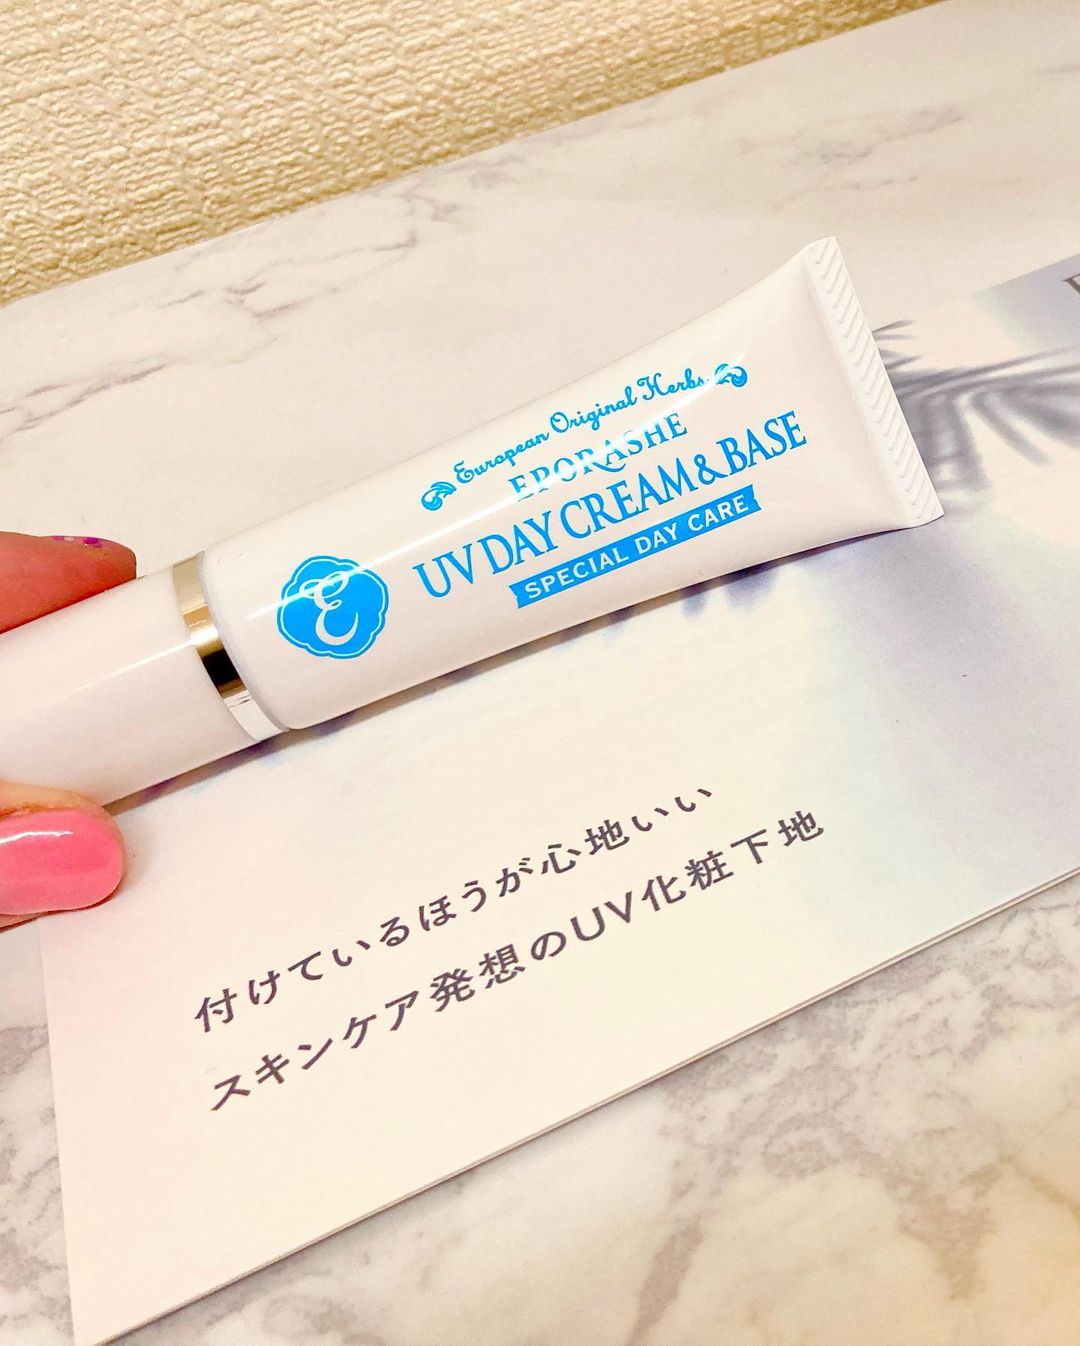 European Original Herbs
EPORASHE
UV DAY CREAM & BASE
SPECIAL DAY CARE
E
付けているほうが心地いい
スキンケア発想のUV化粧下地